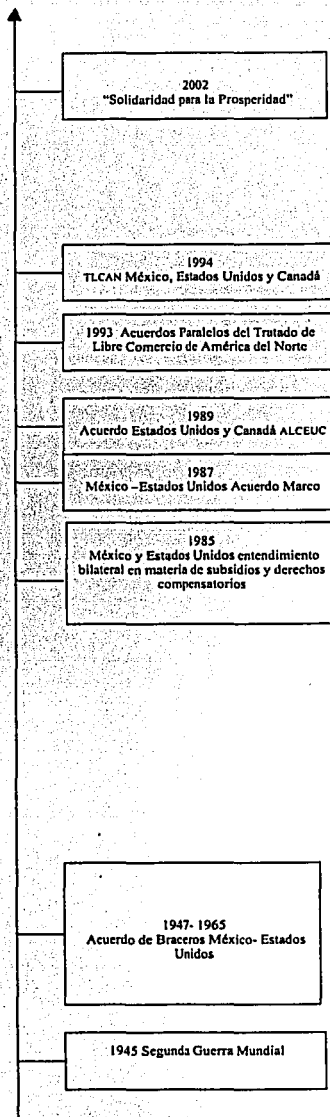 2002
“Solidaridad para la Prosperidad”
1994
TLCAN México, Estados Unidos y Canadá
1993 Acuerdos Paralelos del Tratado de
Libre Comercio de América del Norte
1989
Acuerdo Estados Unidos y Canadá ALCEUC
1987
México –Estados Unidos Acuerdo Marco
1985
México y Estados Unidos entendimiento
bilateral en materia de subsidios y derechos
compensatorios
1947- 1965
Acuerdo de Braceros México- Estados
Unidos
1945 Segunda Guerra Mundial